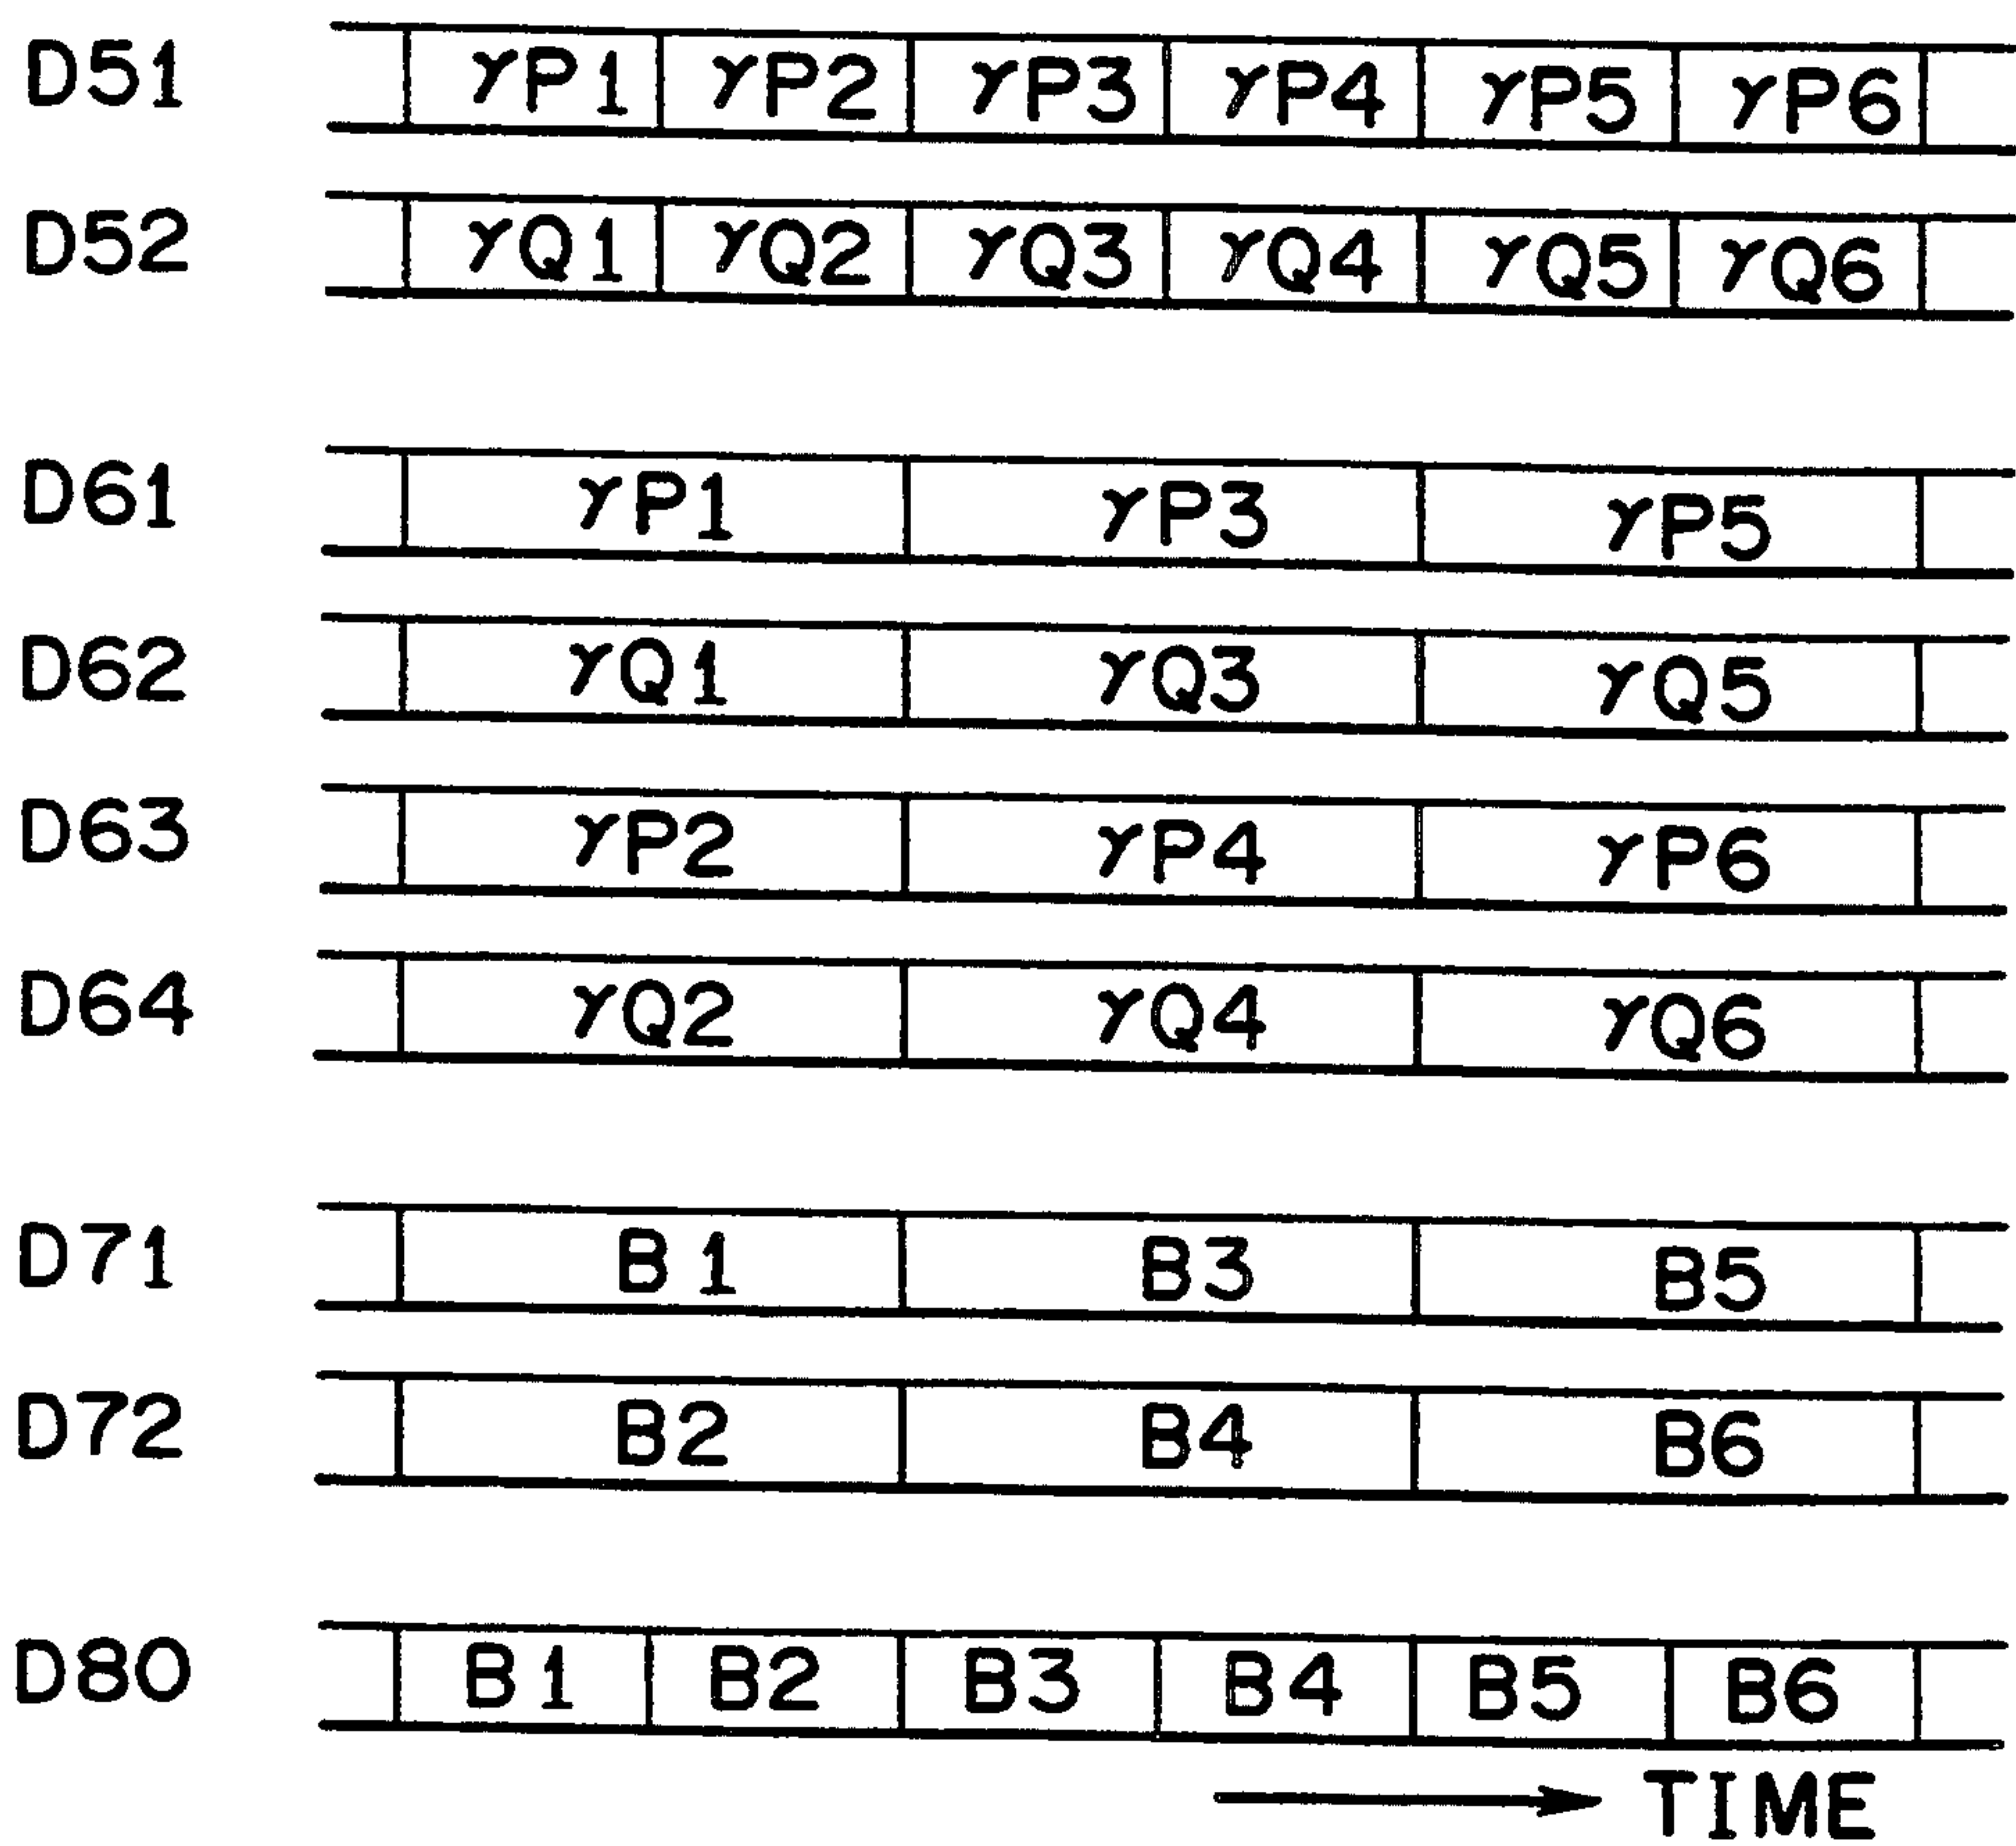 D51 γP1 γP2 γP3 γP4 γP5 γP6
D52 γQ1 γQ2 γQ3 γQ4 γQ5 γQ6
D61 γP1 γP3 γP5
D62 γQ1 γQ3 γQ5
D63 γP2 γP4 γP6
D64 γQ2 γQ4 γQ6
D71 B1 B3 B5
D72 B2 B4 B6
D80 B1 B2 B3 B4 B5 B6
TIME